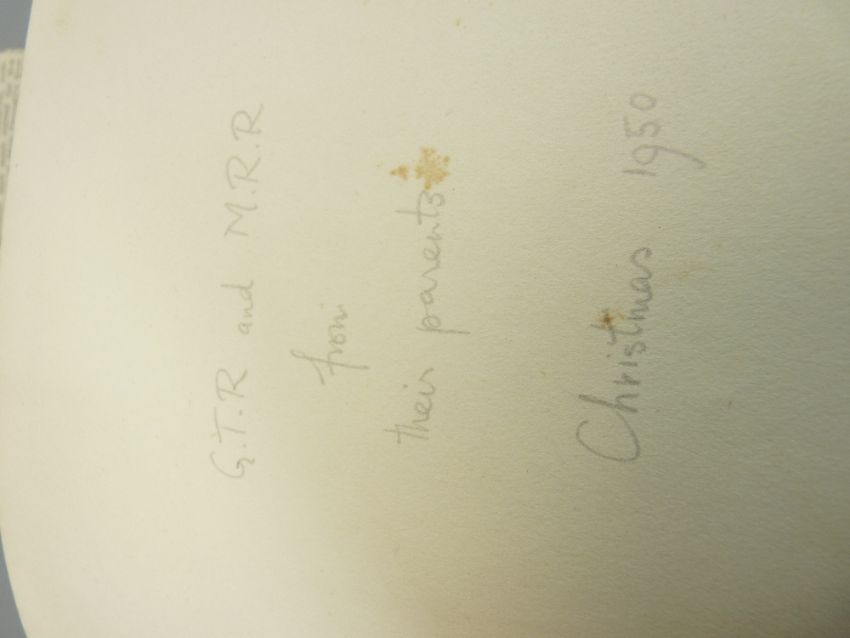 G.T.R and M.R.R
from
their parents
Christmas 1950